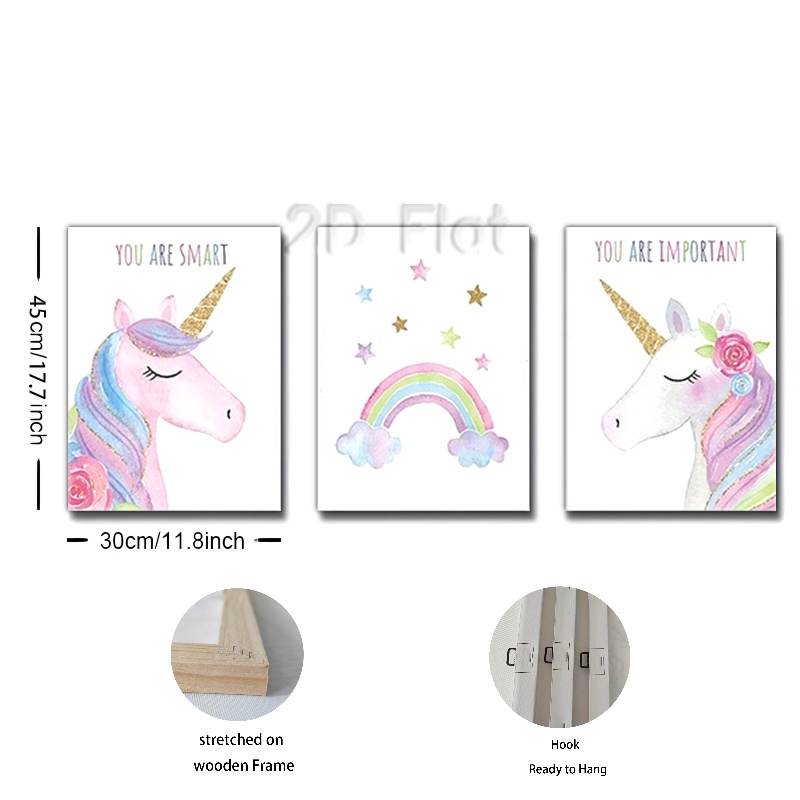 2D Flat
YOU ARE SMART
YOU ARE IMPORTANT
45cm/17.7inch
30cm/11.8inch
stretched on
wooden Frame
Hook
Ready to Hang